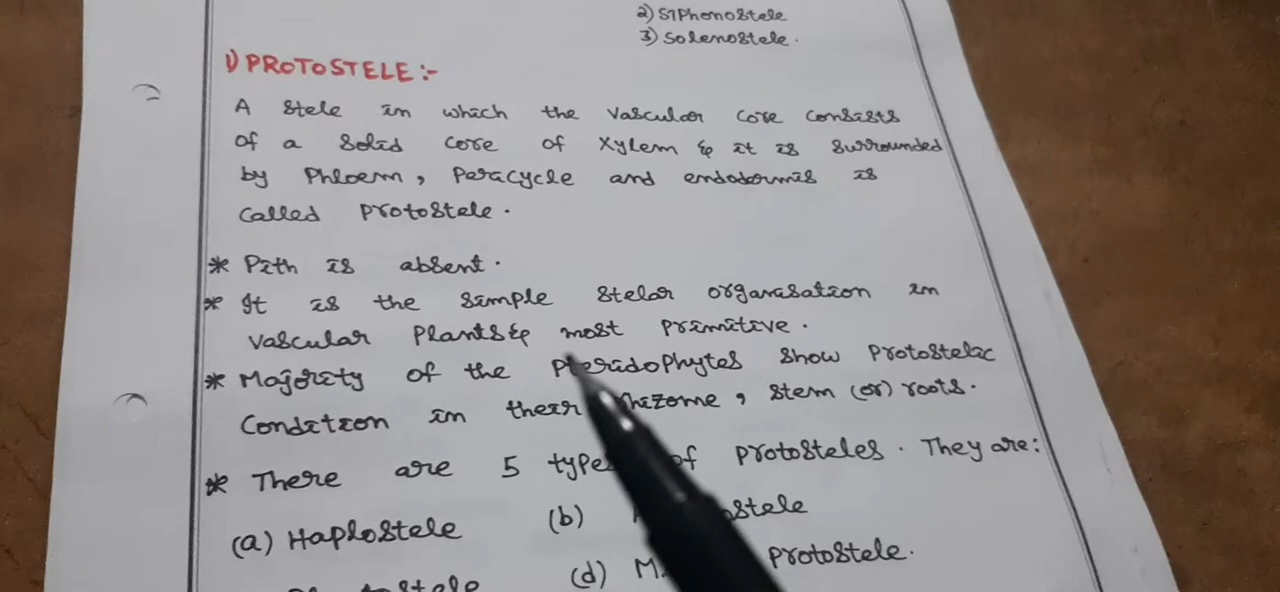 2) Siphonostele
3) Solenostele.
1) PROTOSTELE :-
A Stele in which the Vascular core consists
of a Solid core of Xylem & it is surrounded
by Phloem, Pericycle and endodermis is
called Protostele.
* Pith is absent.
* It is the simple Stelar organisation in
Vascular Plants & most Primitive.
* Majority of the Pteridophytes Show Protostelic
Condition in their rhizome, stem (or) roots.
* There are 5 types of Protosteles. They are:
(a) Haplostele (b)
(d) Protostele.